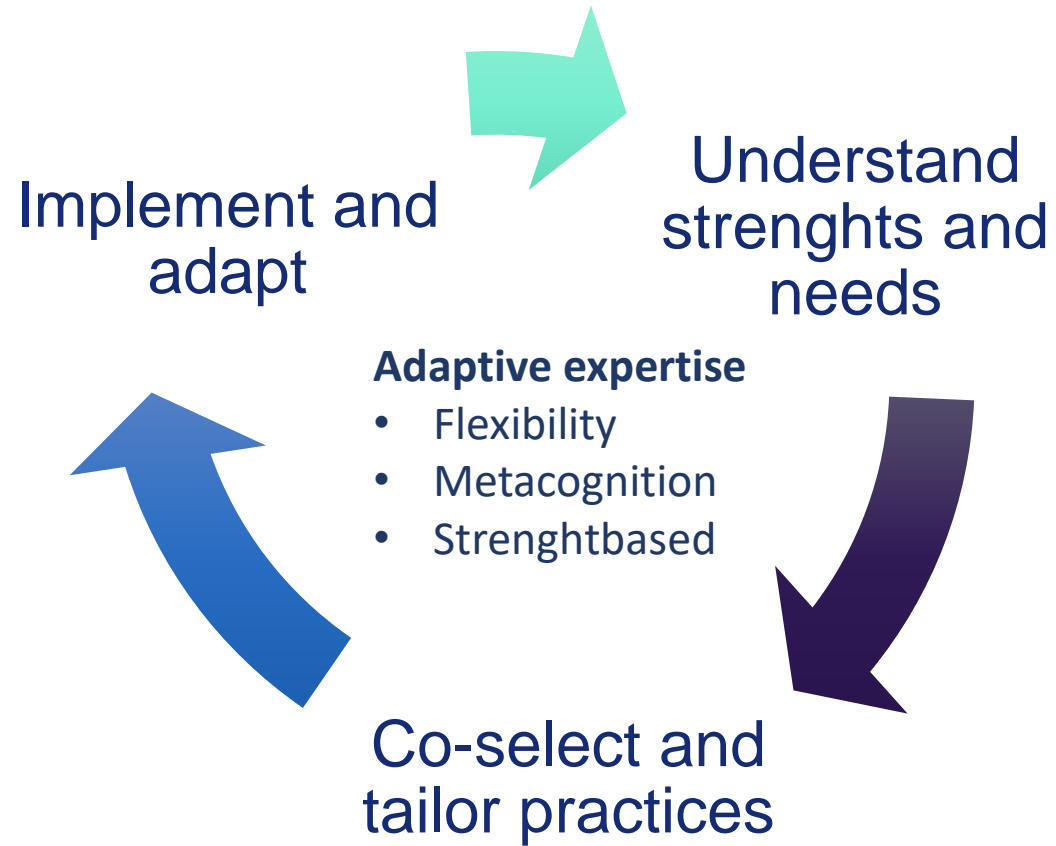 Understand
strenghts and
needs
Implement and
adapt
Adaptive expertise
• Flexibility
• Metacognition
• Strenghtbased
Co-select and
tailor practices